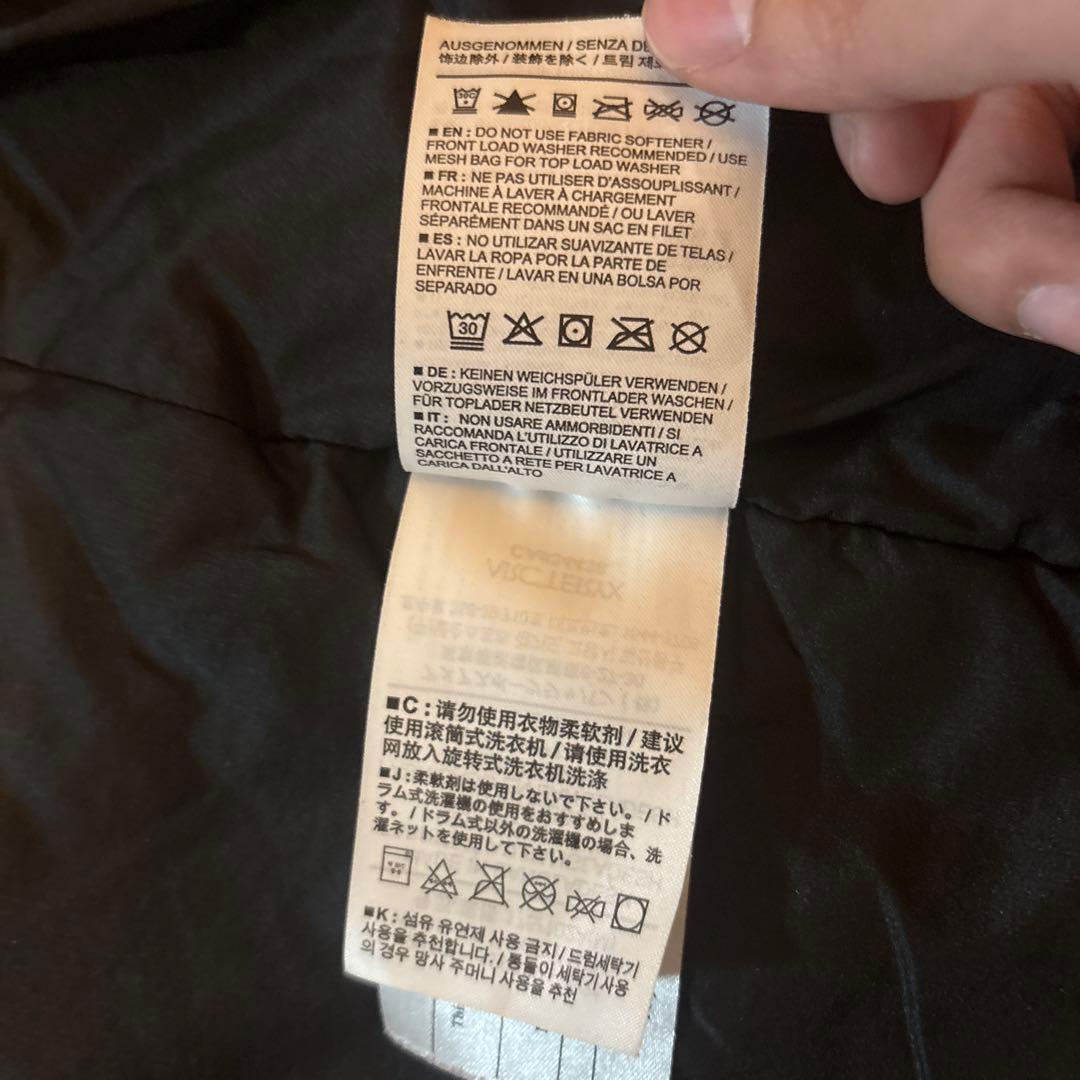 AUSGENOMMEN / SENZA DE
饰边除外 / 装飾を除く / 트림 제
30C
■ EN : DO NOT USE FABRIC SOFTENER /
FRONT LOAD WASHER RECOMMENDED / USE
MESH BAG FOR TOP LOAD WASHER
■ FR : NE PAS UTILISER D'ASSOUPLISSANT /
MACHINE À LAVER À CHARGEMENT
FRONTALE RECOMMANDÉ / OU LAVER
SÉPARÉMENT DANS UN SAC EN FILET
■ ES : NO UTILIZAR SUAVIZANTE DE TELAS /
LAVAR LA ROPA POR LA PARTE DE
ENFRENTE / LAVAR EN UNA BOLSA POR
SEPARADO
30
■ DE : KEINEN WEICHSPÜLER VERWENDEN /
VORZUGSWEISE IM FRONTLADER WASCHEN /
FÜR TOPLADER NETZBEUTEL VERWENDEN
■ IT : NON USARE AMMORBIDENTI / SI
RACCOMANDA L'UTILIZZO DI LAVATRICE A
CARICA FRONTALE / UTILIZZARE UN
SACCHETTO A RETE PER LAVATRICE A
CARICA DALL'ALTO
ARC'TERYX
■C : 请勿使用衣物柔软剂 / 建议
使用滚筒式洗衣机 / 请使用洗衣
网放入旋转式洗衣机洗涤
■J : 柔軟剤は使用しないで下さい。 / ド
ラム式洗濯機の使用をおすすめしま
す。 / ドラム式以外の洗濯機の場合、洗
濯ネットを使用して下さい。
■K : 섬유 유연제 사용 금지 / 드럼세탁기
사용을 추천합니다. / 통돌이 세탁기 사용
의 경우 망사 주머니 사용을 추천